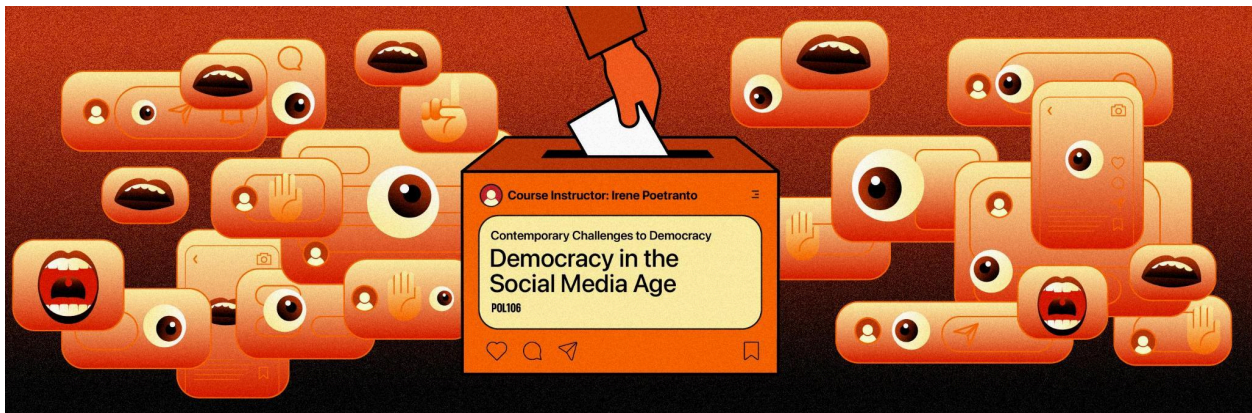 Course Instructor: Irene Poetranto
Contemporary Challenges to Democracy
Democracy in the
Social Media Age
POL106